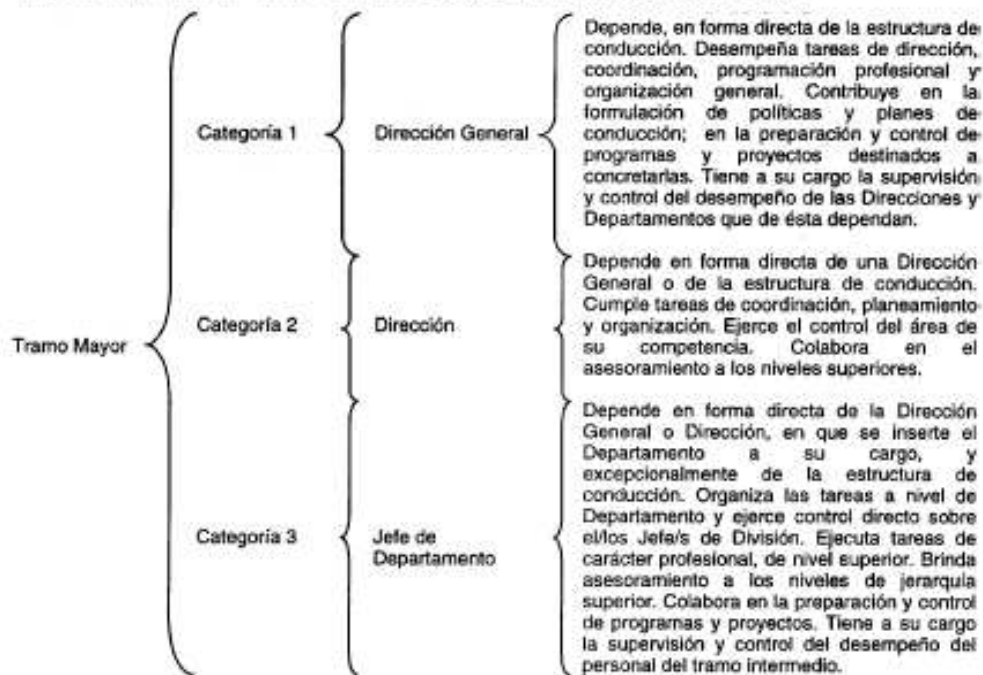 Tramo Mayor
Categoría 1
Dirección General
Depende, en forma directa de la estructura de
conducción. Desempeña tareas de dirección,
coordinación, programación profesional y
organización general. Contribuye en la
formulación de políticas y planes de
conducción; en la preparación y control de
programas y proyectos destinados a
concretarlas. Tiene a su cargo la supervisión
y control del desempeño de las Direcciones y
Departamentos que de ésta dependan.
Categoría 2
Dirección
Depende en forma directa de una Dirección
General o de la estructura de conducción.
Cumple tareas de coordinación, planeamiento
y organización. Ejerce el control del área de
su competencia. Colabora en el
asesoramiento a los niveles superiores.
Categoría 3
Jefe de
Departamento
Depende en forma directa de la Dirección
General o Dirección, en que se inserte el
Departamento a su cargo, y
excepcionalmente de la estructura de
conducción. Organiza las tareas a nivel de
Departamento y ejerce control directo sobre
el/los Jefe/s de División. Ejecuta tareas de
carácter profesional, de nivel superior. Brinda
asesoramiento a los niveles de jerarquía
superior. Colabora en la preparación y control
de programas y proyectos. Tiene a su cargo
la supervisión y control del desempeño del
personal del tramo intermedio.